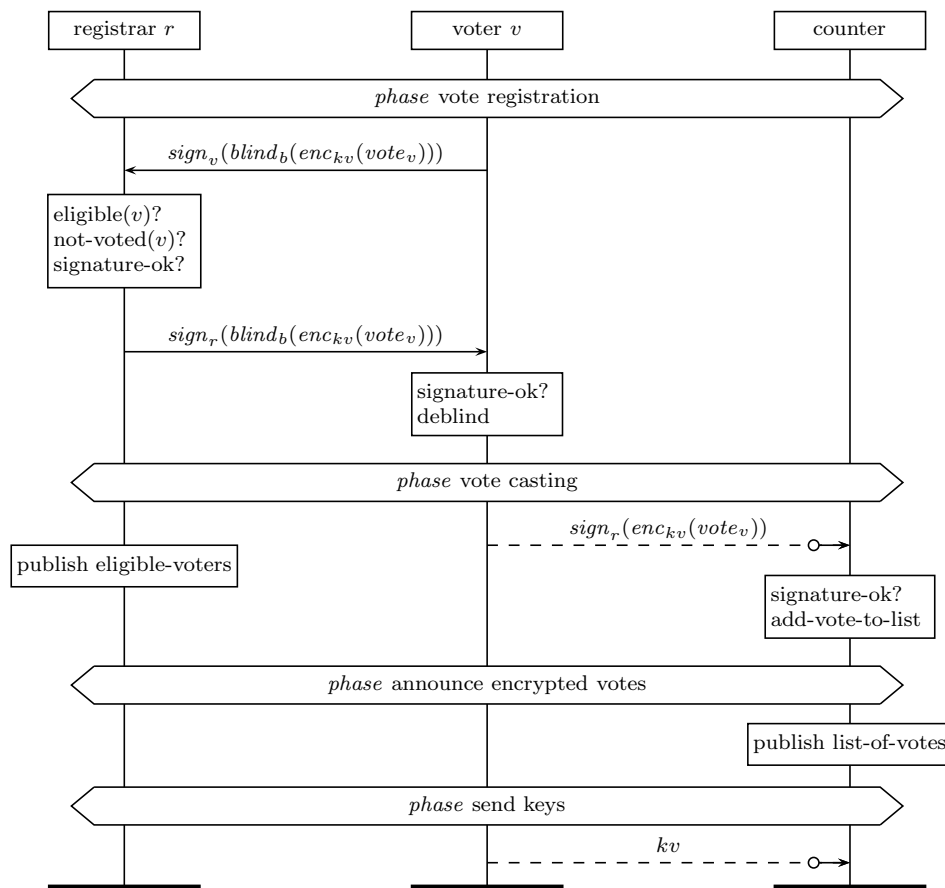 registrar r
voter v
counter
phase vote registration
sign_v(blind_b(enc_kv(vote_v)))
eligible(v)?
not-voted(v)?
signature-ok?
sign_r(blind_b(enc_kv(vote_v)))
signature-ok?
deblind
phase vote casting
sign_r(enc_kv(vote_v))
publish eligible-voters
signature-ok?
add-vote-to-list
phase announce encrypted votes
publish list-of-votes
phase send keys
kv